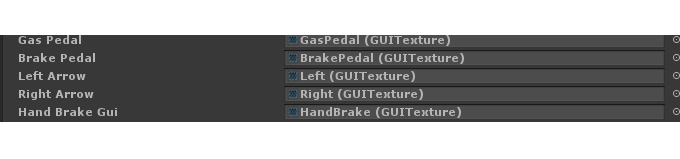 Gas Pedal GasPedal (GUITexture)
Brake Pedal BrakePedal (GUITexture)
Left Arrow Left (GUITexture)
Right Arrow Right (GUITexture)
Hand Brake Gui HandBrake (GUITexture)